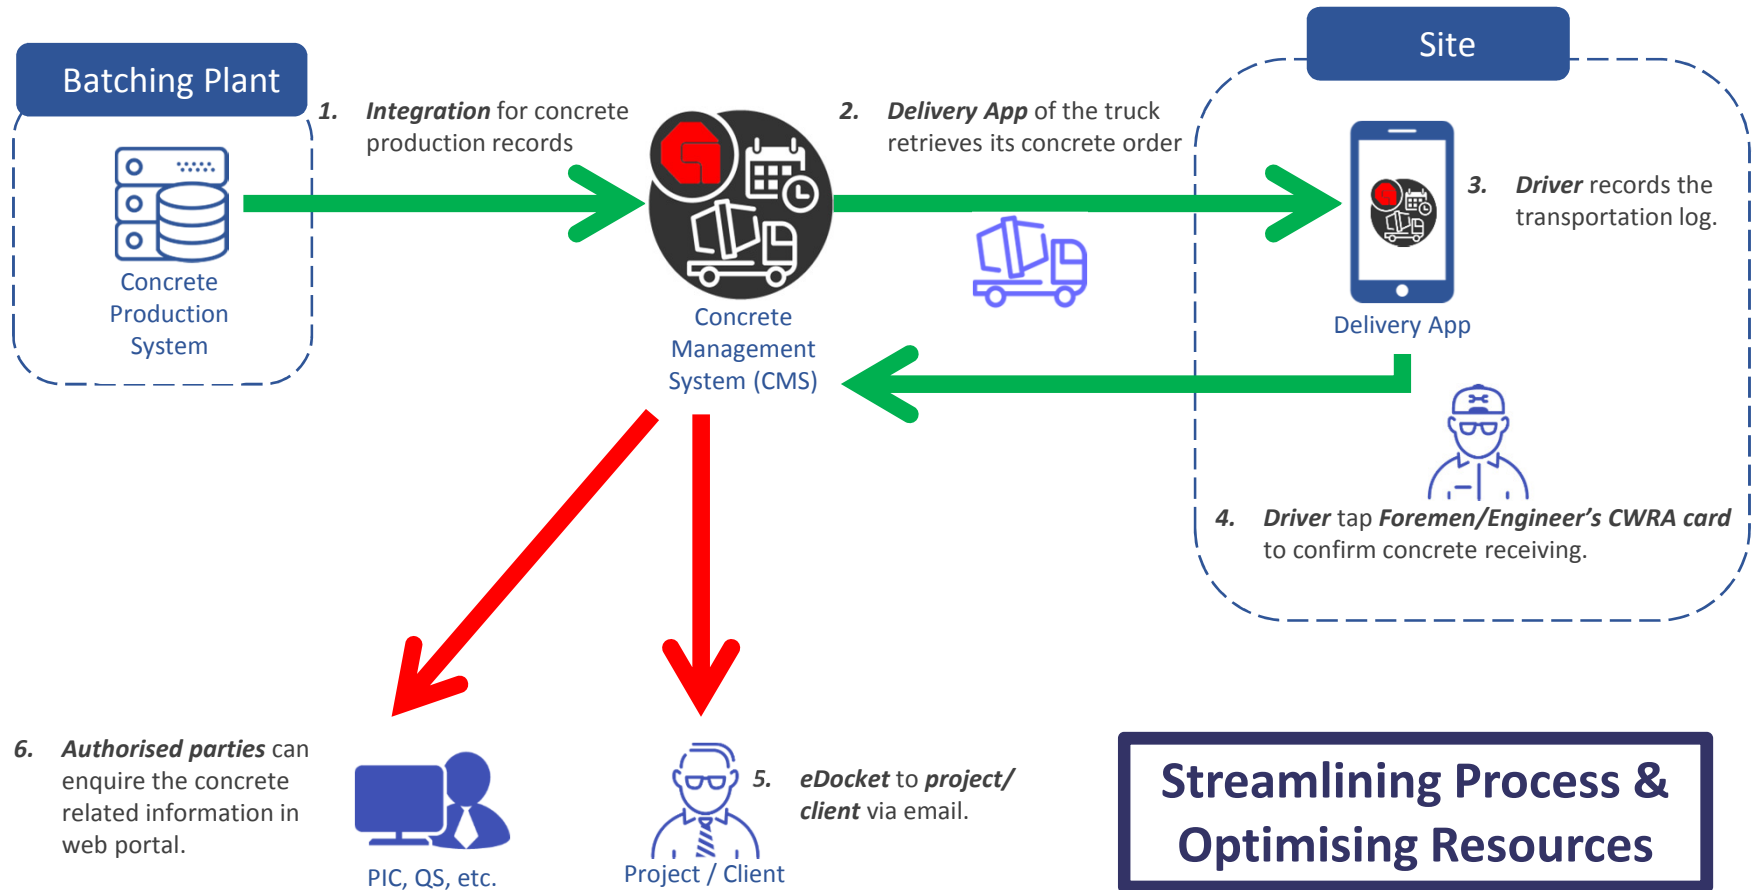 Batching Plant
Site
1. Integration for concrete
production records
2. Delivery App of the truck
retrieves its concrete order
3. Driver records the
transportation log.
Concrete
Production
System
Concrete
Management
System (CMS)
Delivery App
4. Driver tap Foremen/Engineer’s CWRA card
to confirm concrete receiving.
6. Authorised parties can
enquire the concrete
related information in
web portal.
PIC, QS, etc.
5. eDocket to project/
client via email.
Project / Client
Streamlining Process &
Optimising Resources